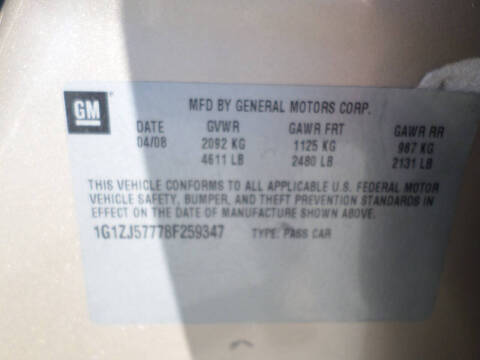 GM
MFD BY GENERAL MOTORS CORP.
DATE GVWR GAWR FRT GAWR RR
04/08 2092 KG 1125 KG 967 KG
4611 LB 2480 LB 2131 LB
THIS VEHICLE CONFORMS TO ALL APPLICABLE U.S. FEDERAL MOTOR
VEHICLE SAFETY, BUMPER, AND THEFT PREVENTION STANDARDS IN
EFFECT ON THE DATE OF MANUFACTURE SHOWN ABOVE.
1G1ZJ57778F259347 TYPE: PASS CAR